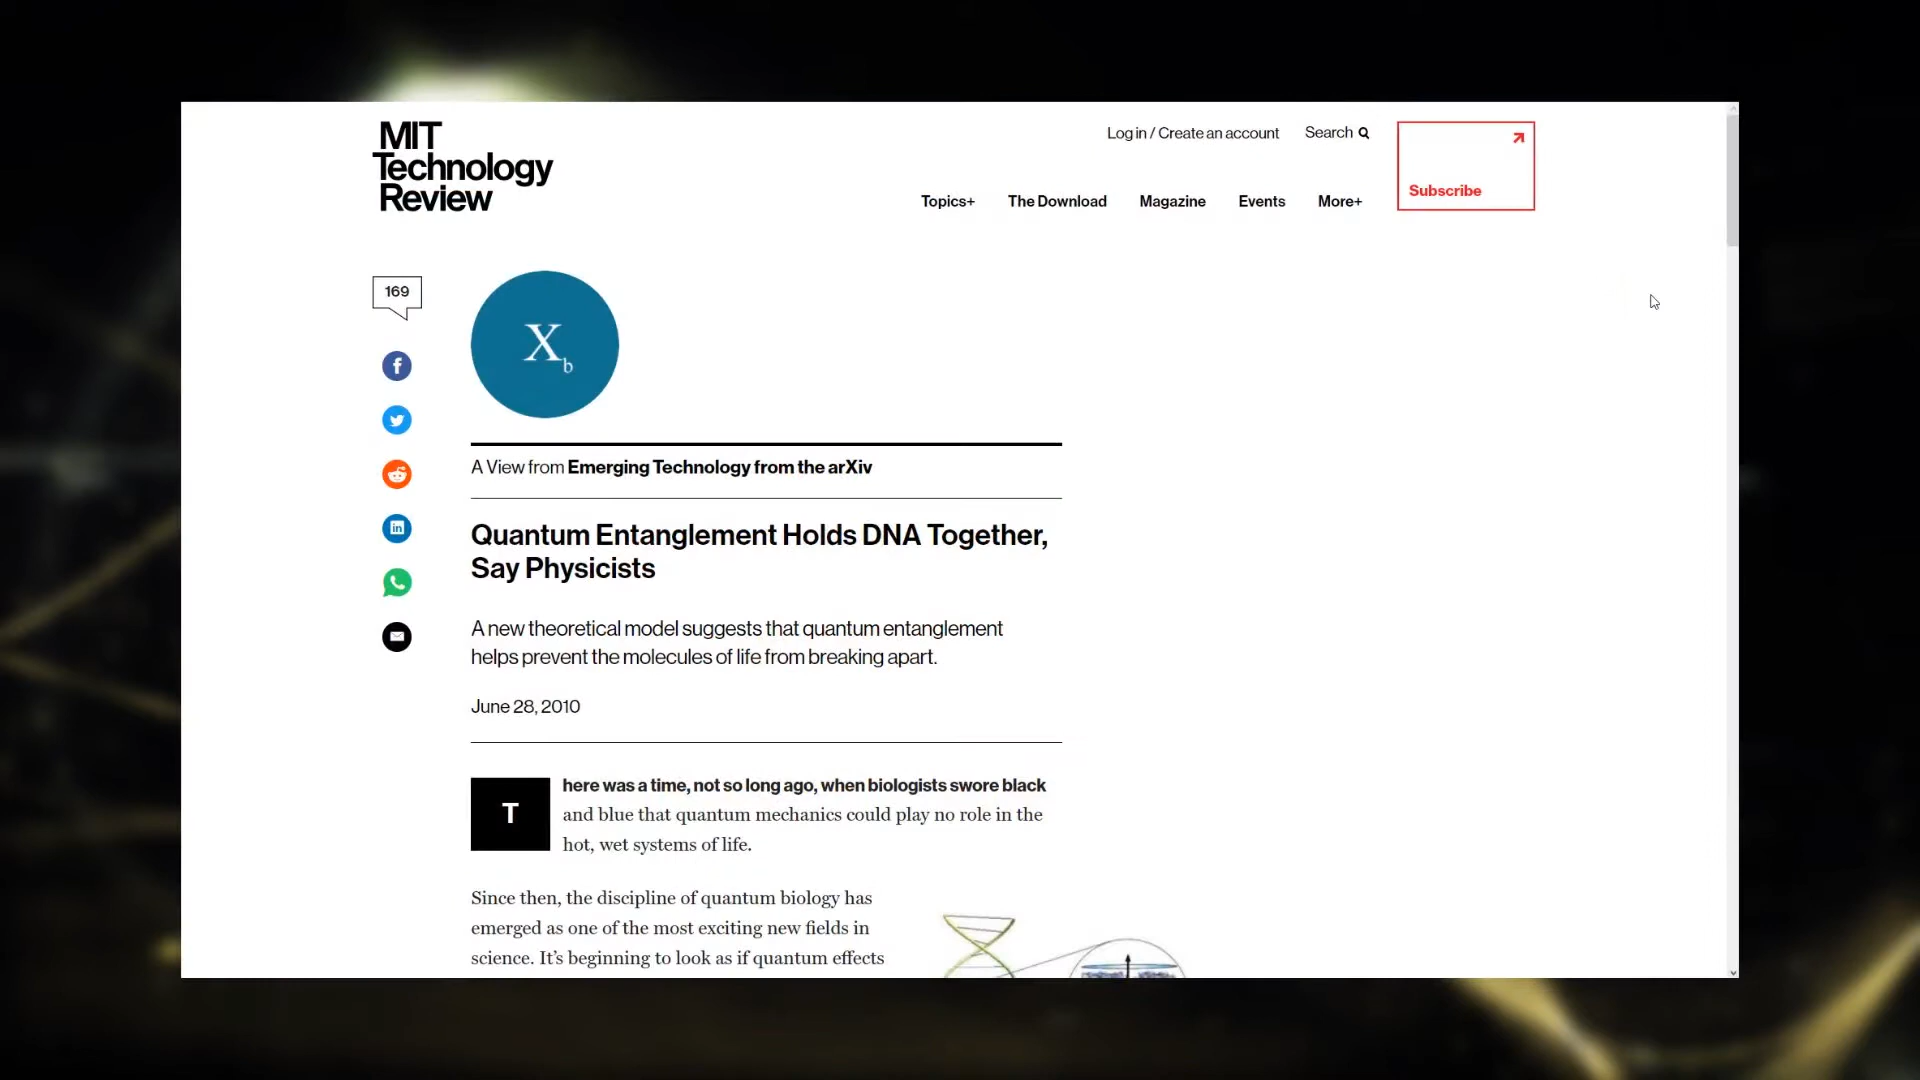 MIT
Technology
Review
Log in / Create an account
Search
Subscribe
Topics+
The Download
Magazine
Events
More+
169
X
b
A View from Emerging Technology from the arXiv
Quantum Entanglement Holds DNA Together,
Say Physicists
A new theoretical model suggests that quantum entanglement
helps prevent the molecules of life from breaking apart.
June 28, 2010
There was a time, not so long ago, when biologists swore black
and blue that quantum mechanics could play no role in the
hot, wet systems of life.
Since then, the discipline of quantum biology has
emerged as one of the most exciting new fields in
science. It’s beginning to look as if quantum effects